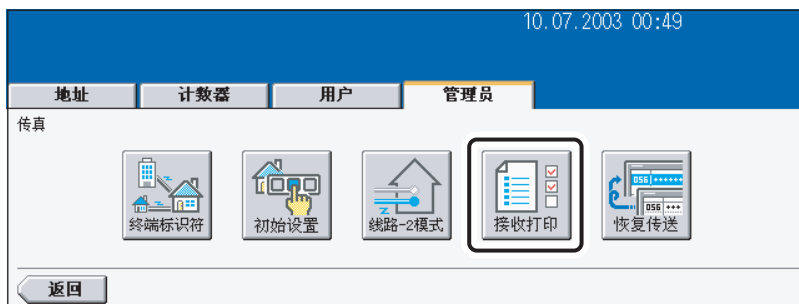 10.07.2003 00:49
地址 计数器 用户 管理员
传真
056 ******
056 ***
终端标识符 初始设置 线路-2模式 接收打印 恢复传送
返回